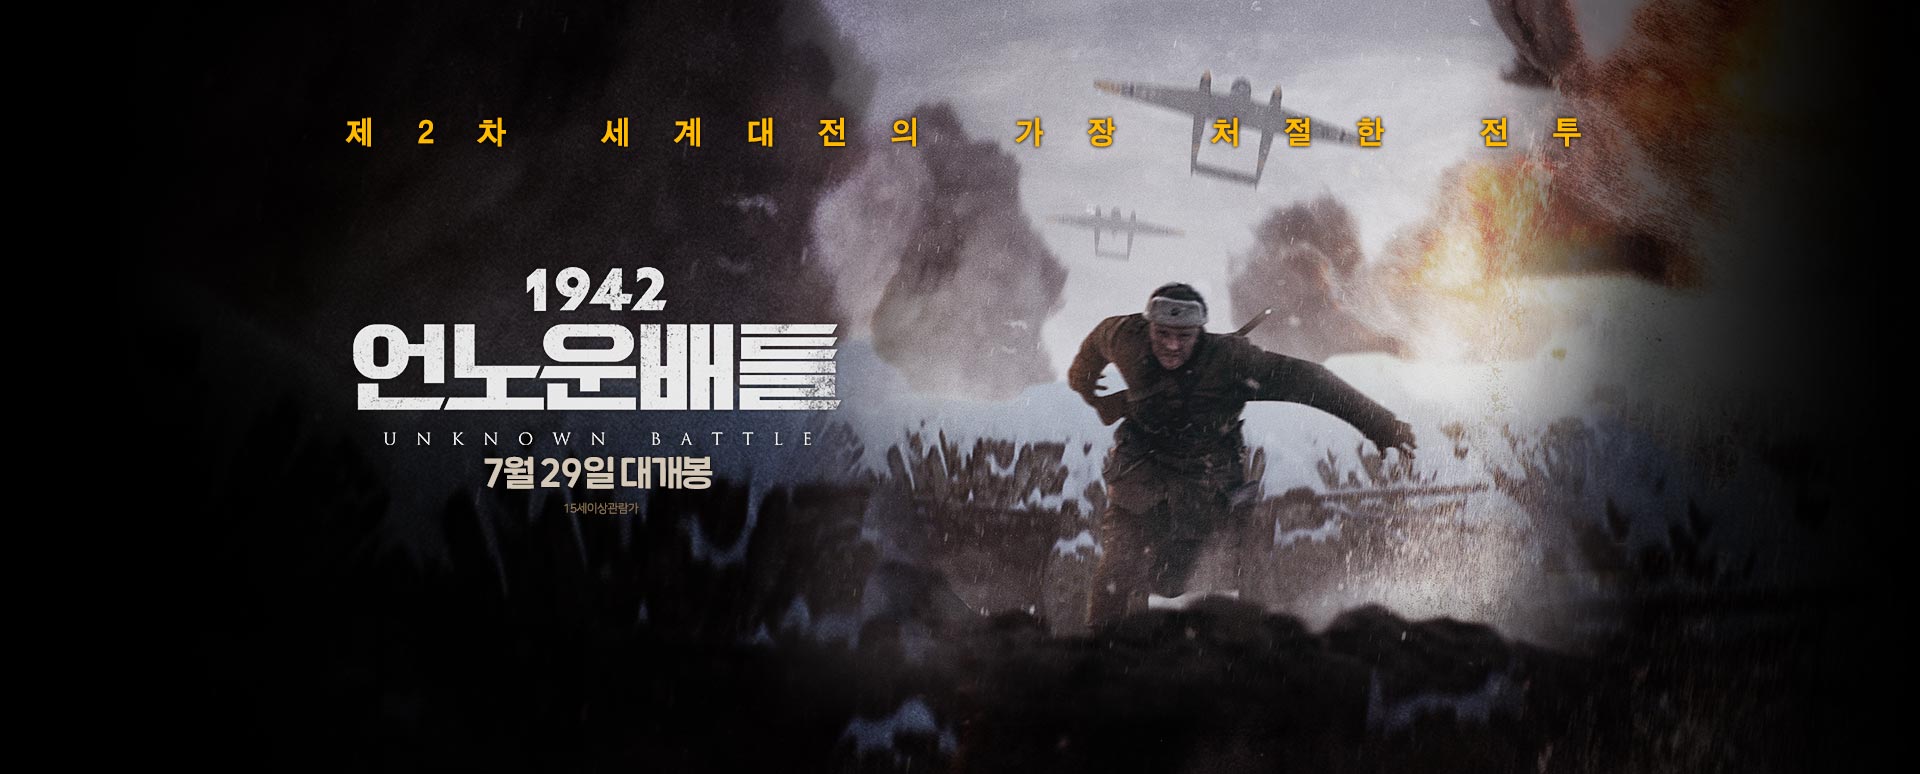 제2차 세계대전의 가장 처절한 전투
1942
언노운배틀
UNKNOWN BATTLE
7월 29일 대개봉
15세이상관람가